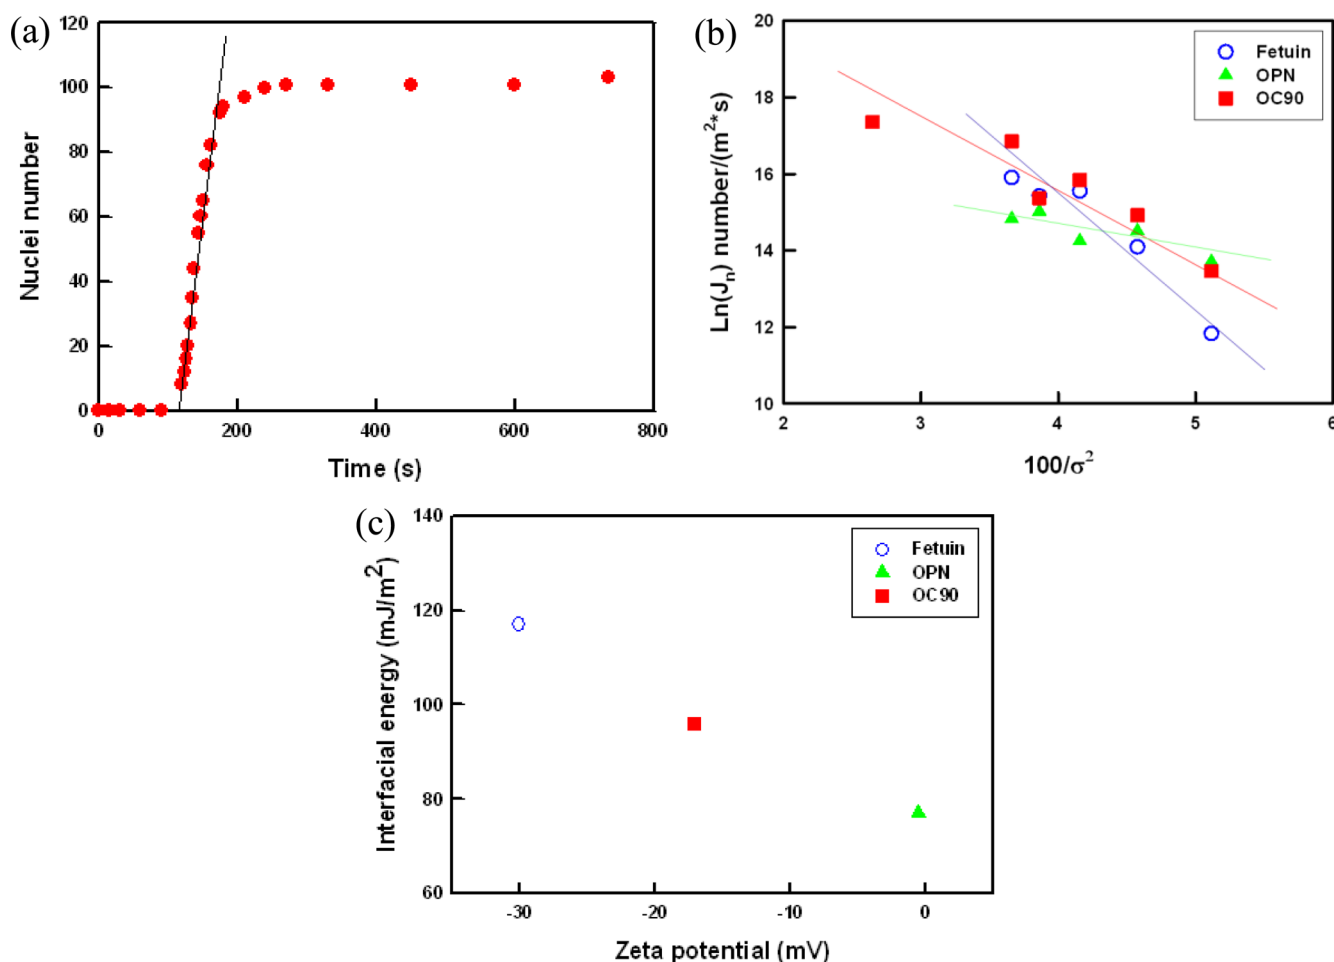 (a)
120
100
80
60
40
20
0
Nuclei number
0 200 400 600 800
Time (s)
(b)
20
18
16
14
12
10
Ln(Jₙ) number/(m²*s)
Fetuin
OPN
OC90
2 3 4 5 6
100/σ²
(c)
140
120
100
80
60
Interfacial energy (mJ/m²)
Fetuin
OPN
OC90
-30 -20 -10 0
Zeta potential (mV)